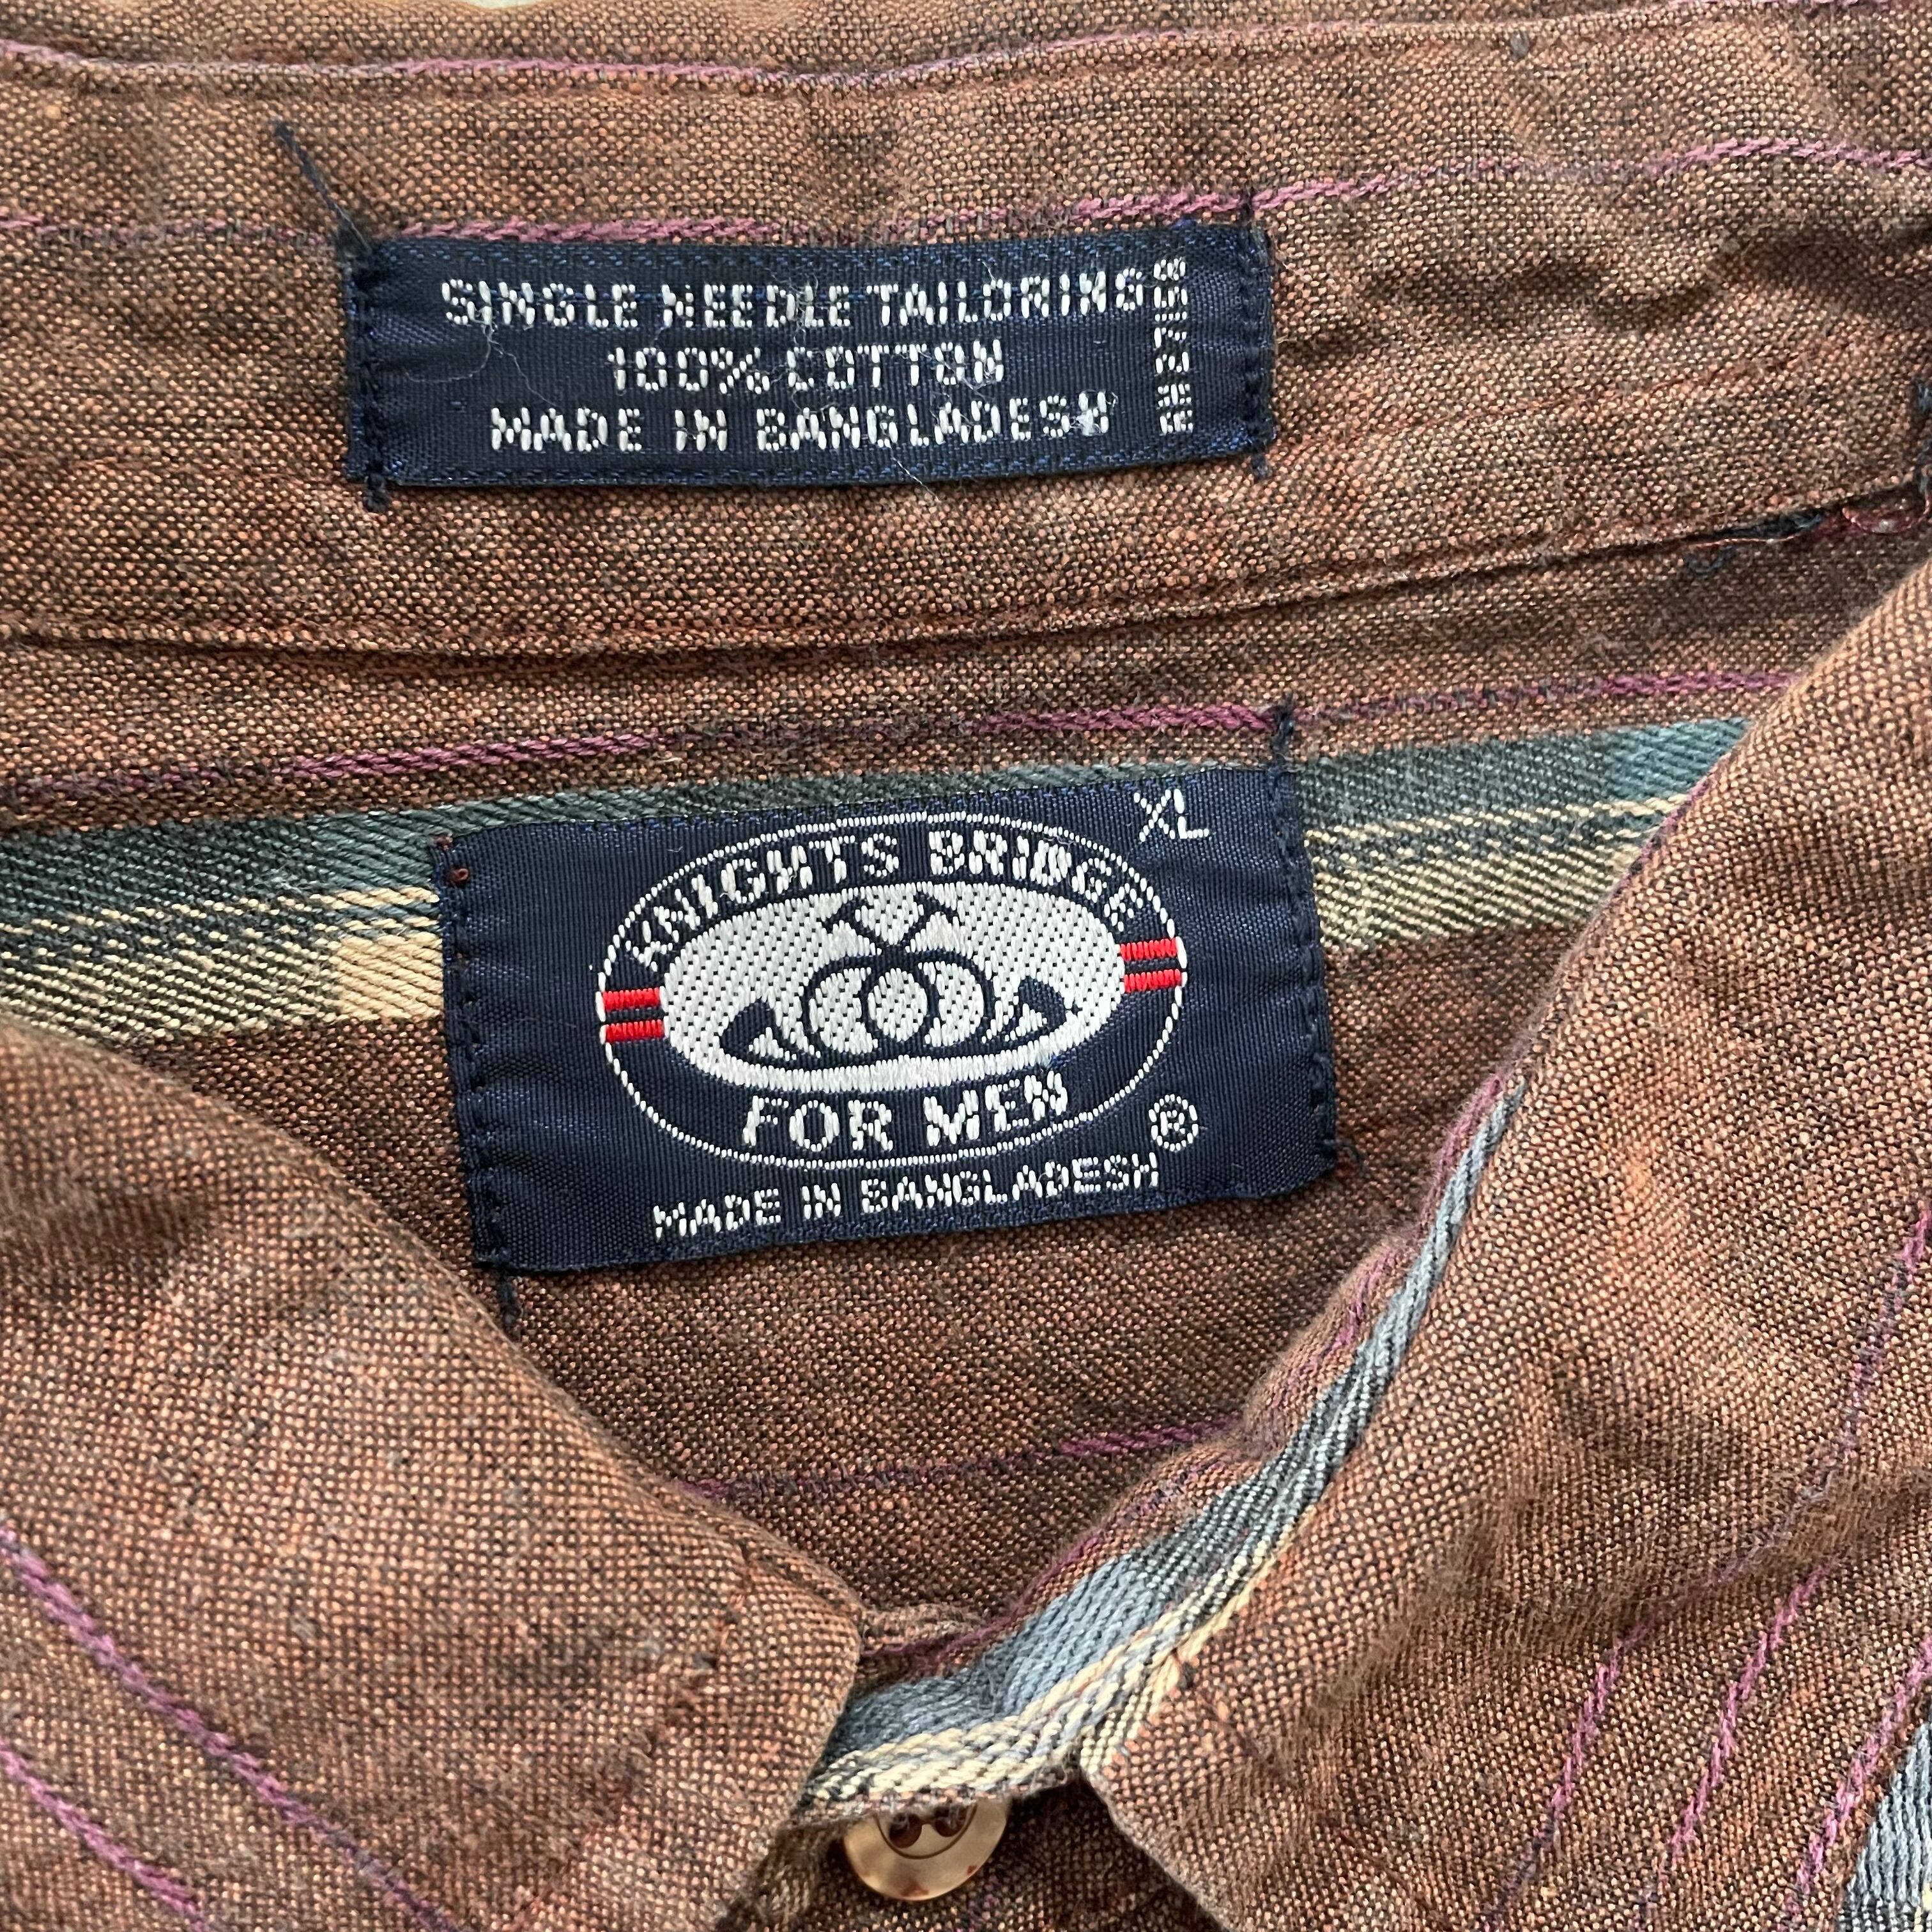 SINGLE NEEDLE TAILORING
100% COTTON
MADE IN BANGLADESH
XL
KNIGHTS BRIDGE
FOR MEN
®
MADE IN BANGLADESH